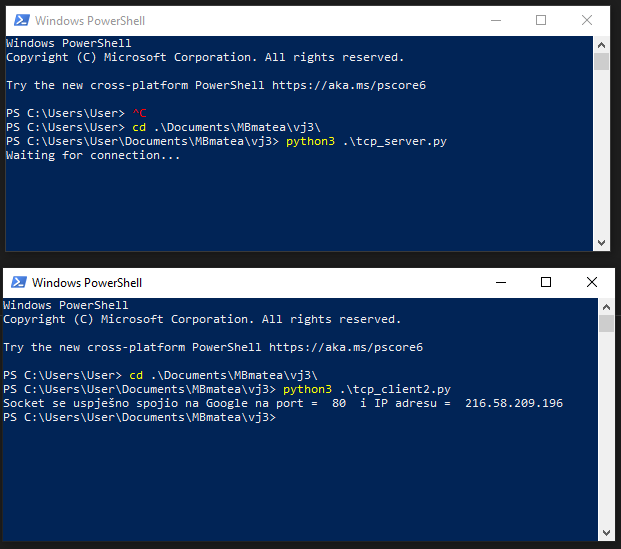 Windows PowerShell
Windows PowerShell
Copyright (C) Microsoft Corporation. All rights reserved.
Try the new cross-platform PowerShell https://aka.ms/pscore6
PS C:\Users\User> ^C
PS C:\Users\User> cd .\Documents\MBmatea\vj3\
PS C:\Users\User\Documents\MBmatea\vj3> python3 .\tcp_server.py
Waiting for connection...
Windows PowerShell
Windows PowerShell
Copyright (C) Microsoft Corporation. All rights reserved.
Try the new cross-platform PowerShell https://aka.ms/pscore6
PS C:\Users\User> cd .\Documents\MBmatea\vj3\
PS C:\Users\User\Documents\MBmatea\vj3> python3 .\tcp_client2.py
Socket se uspješno spojio na Google na port =  80  i IP adresu =  216.58.209.196
PS C:\Users\User\Documents\MBmatea\vj3>